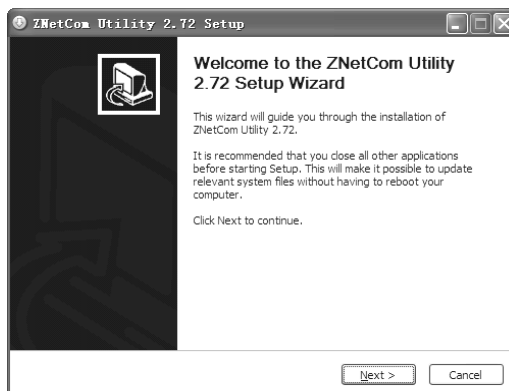 ZNetCom Utility 2.72 Setup
Welcome to the ZNetCom Utility
2.72 Setup Wizard
This wizard will guide you through the installation of
ZNetCom Utility 2.72.
It is recommended that you close all other applications
before starting Setup. This will make it possible to update
relevant system files without having to reboot your
computer.
Click Next to continue.
Next >
Cancel